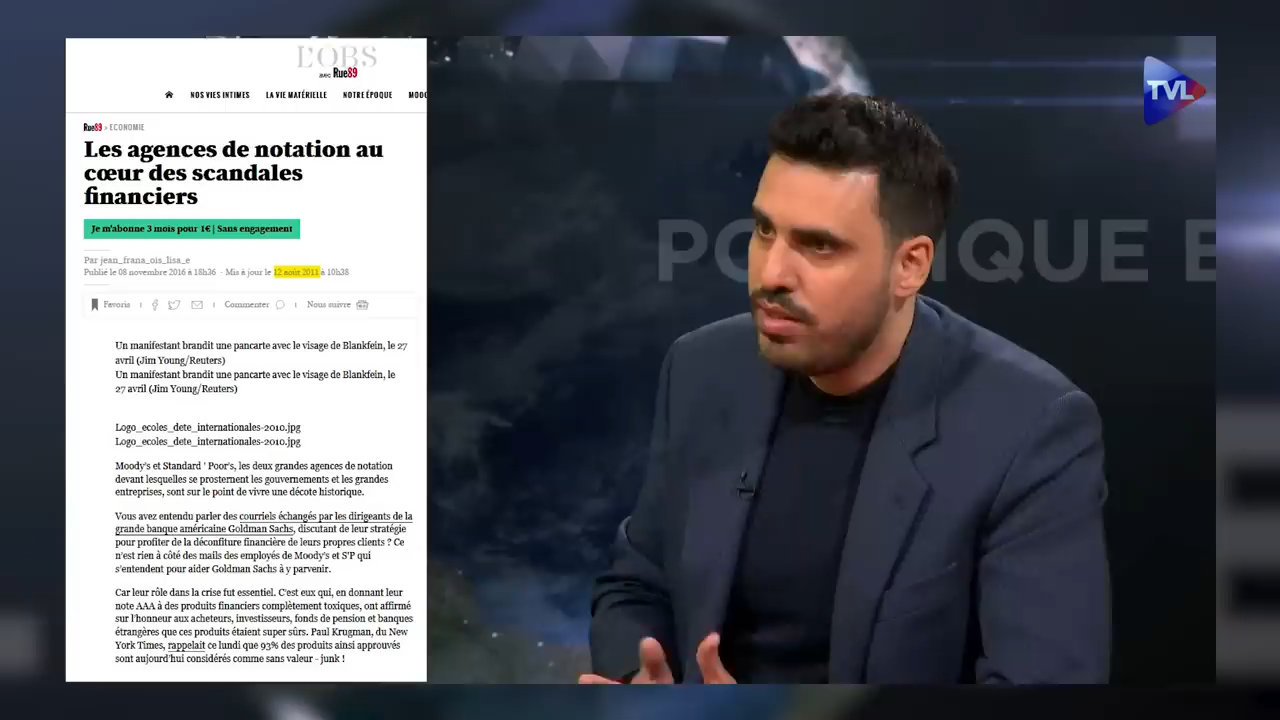 L'OBS
avec Rue89
NOS VIES INTIMES LA VIE MATÉRIELLE NOTRE ÉPOQUE MOOC
Rue89 > ECONOMIE
Les agences de notation au
cœur des scandales
financiers
Je m'abonne 3 mois pour 1€ | Sans engagement
Par jean_frana_ois_lisa_e
Publié le 08 novembre 2016 à 18h36 · Mis à jour le 12 août 2011 à 10h38
Favoris Commenter Nous suivre
Un manifestant brandit une pancarte avec le visage de Blankfein, le 27
avril (Jim Young/Reuters)
Un manifestant brandit une pancarte avec le visage de Blankfein, le
27 avril (Jim Young/Reuters)
Logo_ecoles_dete_internationales-2010.jpg
Logo_ecoles_dete_internationales-2010.jpg
Moody's et Standard ' Poor's, les deux grandes agences de notation
devant lesquelles se prosternent les gouvernements et les grandes
entreprises, sont sur le point de vivre une décote historique.
Vous avez entendu parler des courriels échangés par les dirigeants de la
grande banque américaine Goldman Sachs, discutant de leur stratégie
pour profiter de la déconfiture financière de leurs propres clients ? Ce
n'est rien à côté des mails des employés de Moody's et S'P qui
s'entendent pour aider Goldman Sachs à y parvenir.
Car leur rôle dans la crise fut essentiel. C'est eux qui, en donnant leur
note AAA à des produits financiers complètement toxiques, ont affirmé
sur l'honneur aux acheteurs, investisseurs, fonds de pension et banques
étrangères que ces produits étaient super sûrs. Paul Krugman, du New
York Times, rappelait ce lundi que 93% des produits ainsi approuvés
sont aujourd'hui considérés comme sans valeur - junk !
TVL
PO IQUE E